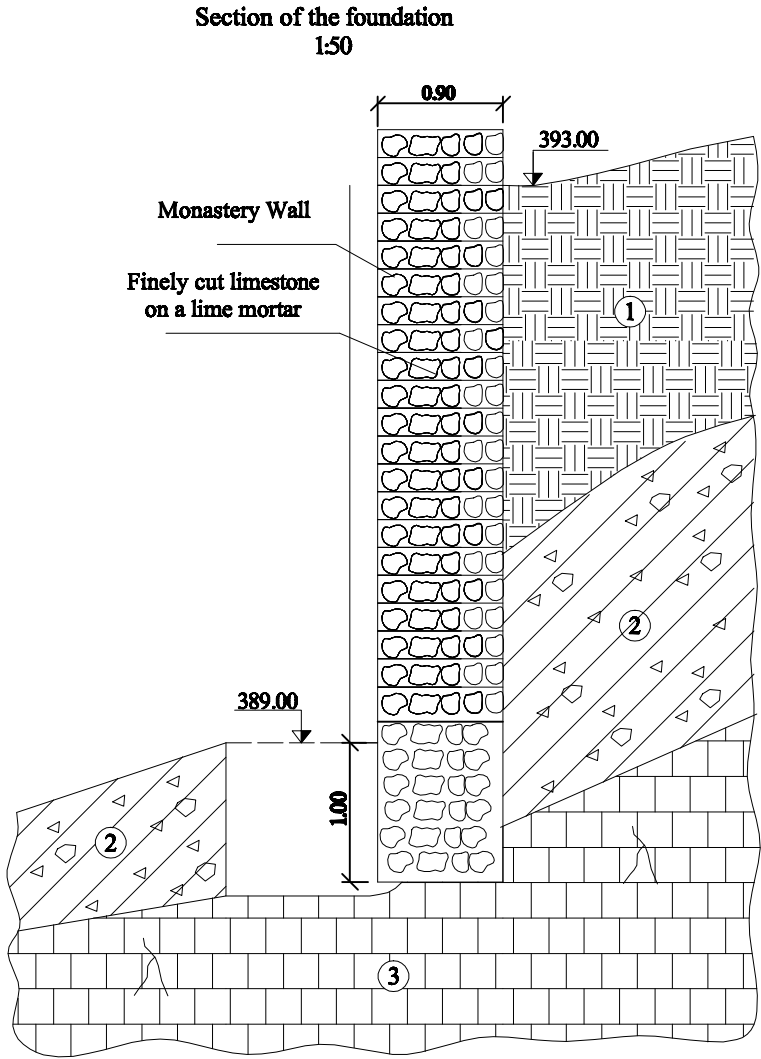 Section of the foundation
1:50
0.90
393.00
Monastery Wall
Finely cut limestone
on a lime mortar
1
2
389.00
1.00
2
3